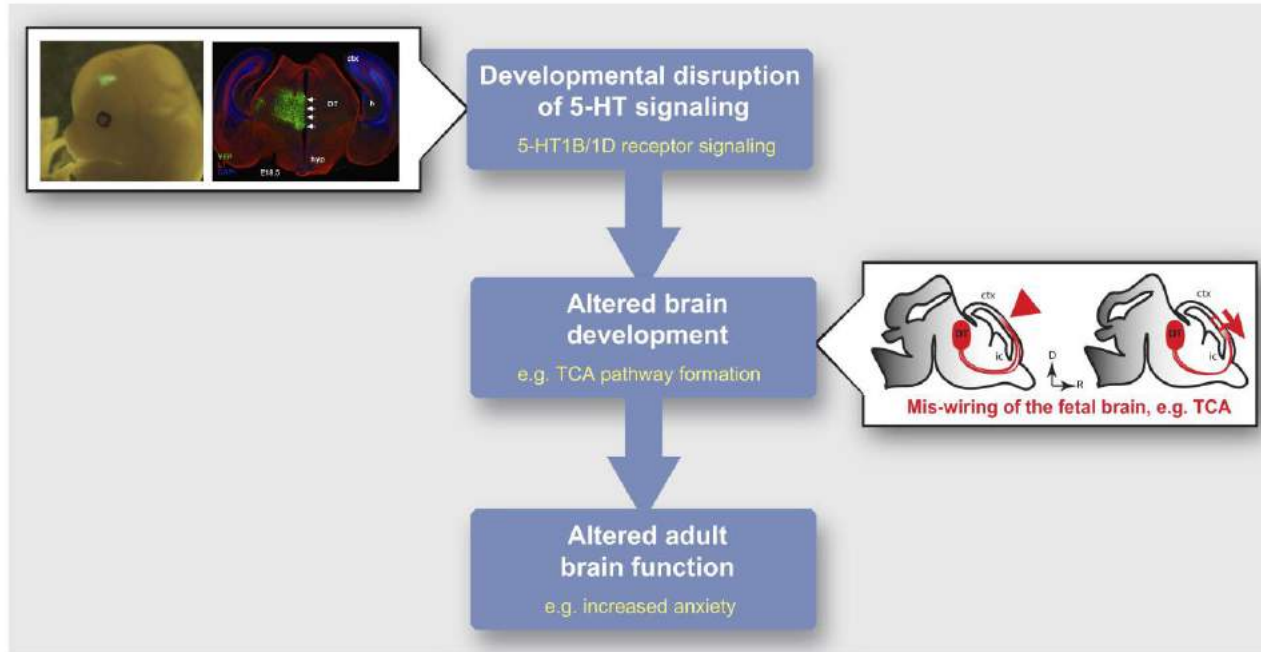 ctx
DT
h
YFP
L1
DAPI
hyp
E18.5
Developmental disruption
of 5-HT signaling
5-HT1B/1D receptor signaling
Altered brain
development
e.g. TCA pathway formation
ctx
DT
ic
D
R
ctx
DT
ic
Mis-wiring of the fetal brain, e.g. TCA
Altered adult
brain function
e.g. increased anxiety